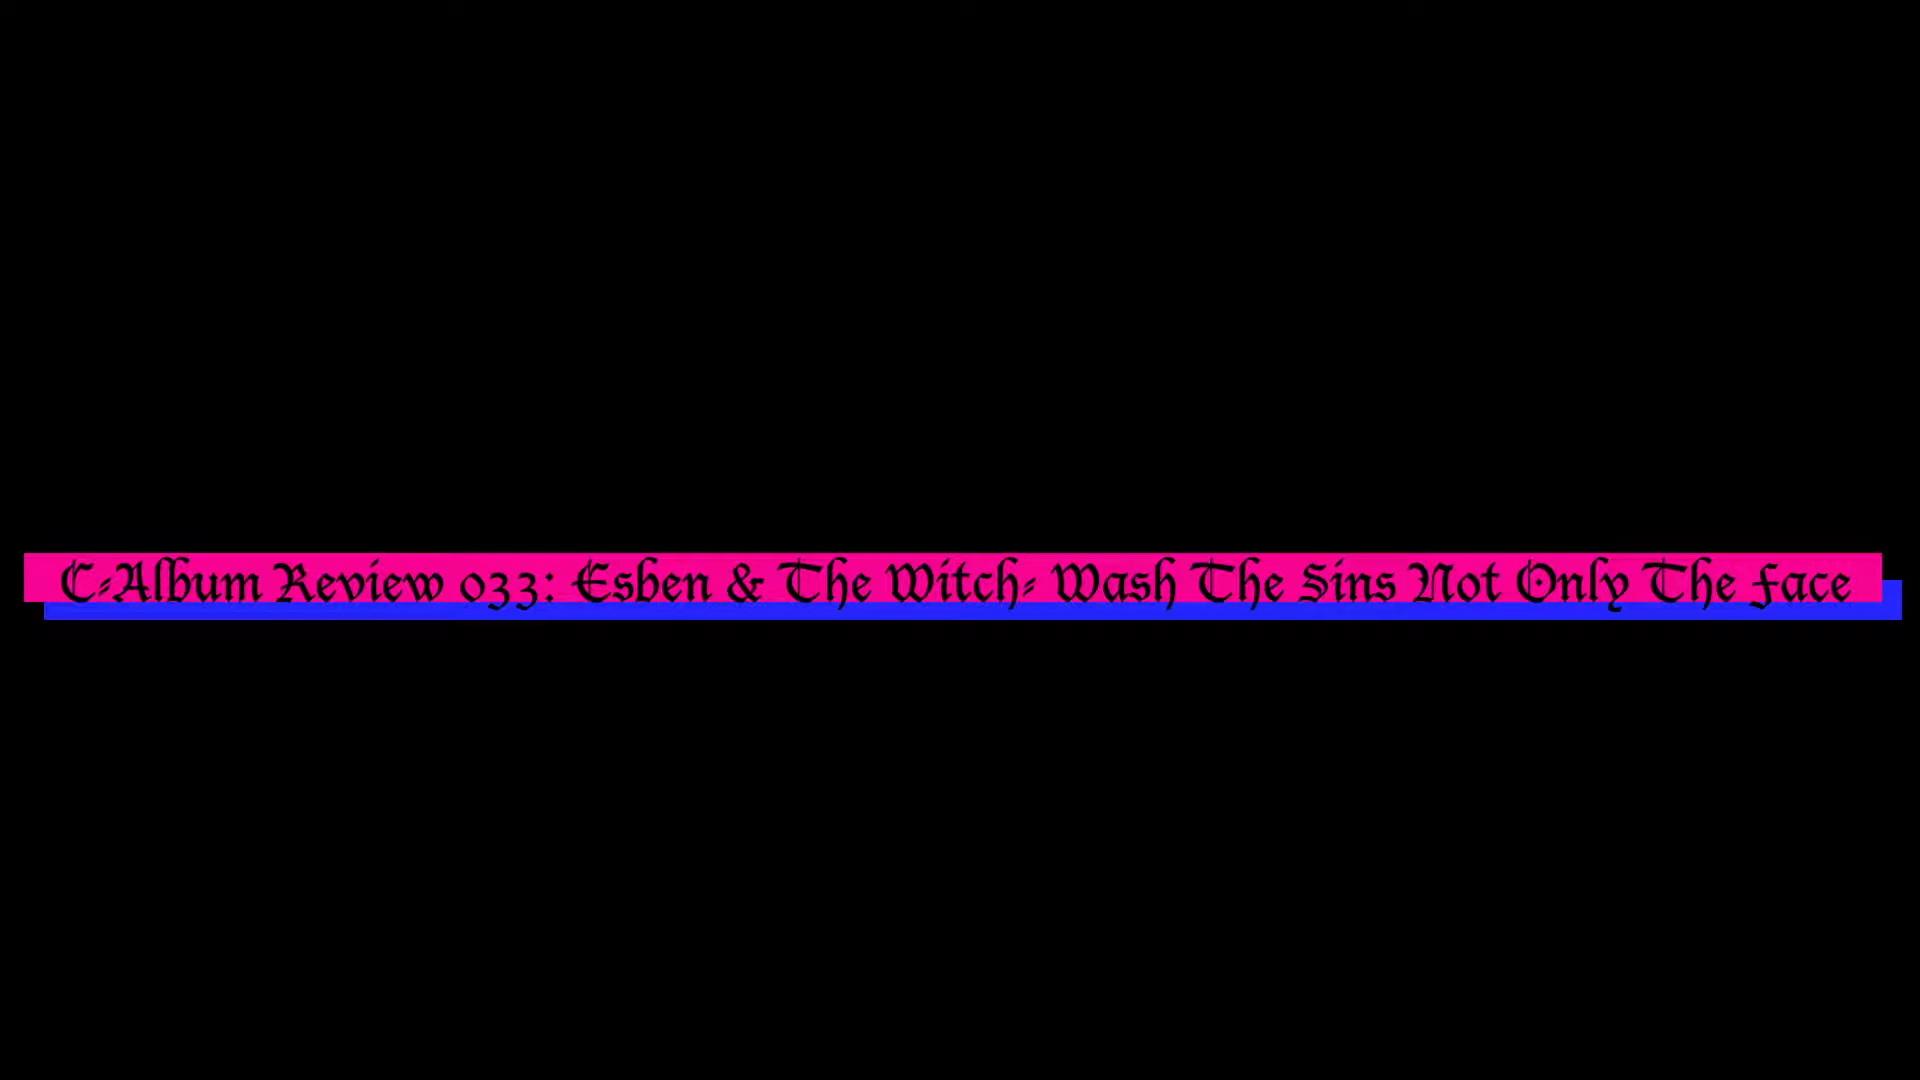 C-Album Review 033: Esben & The Witch- Wash The Sins Not Only The Face